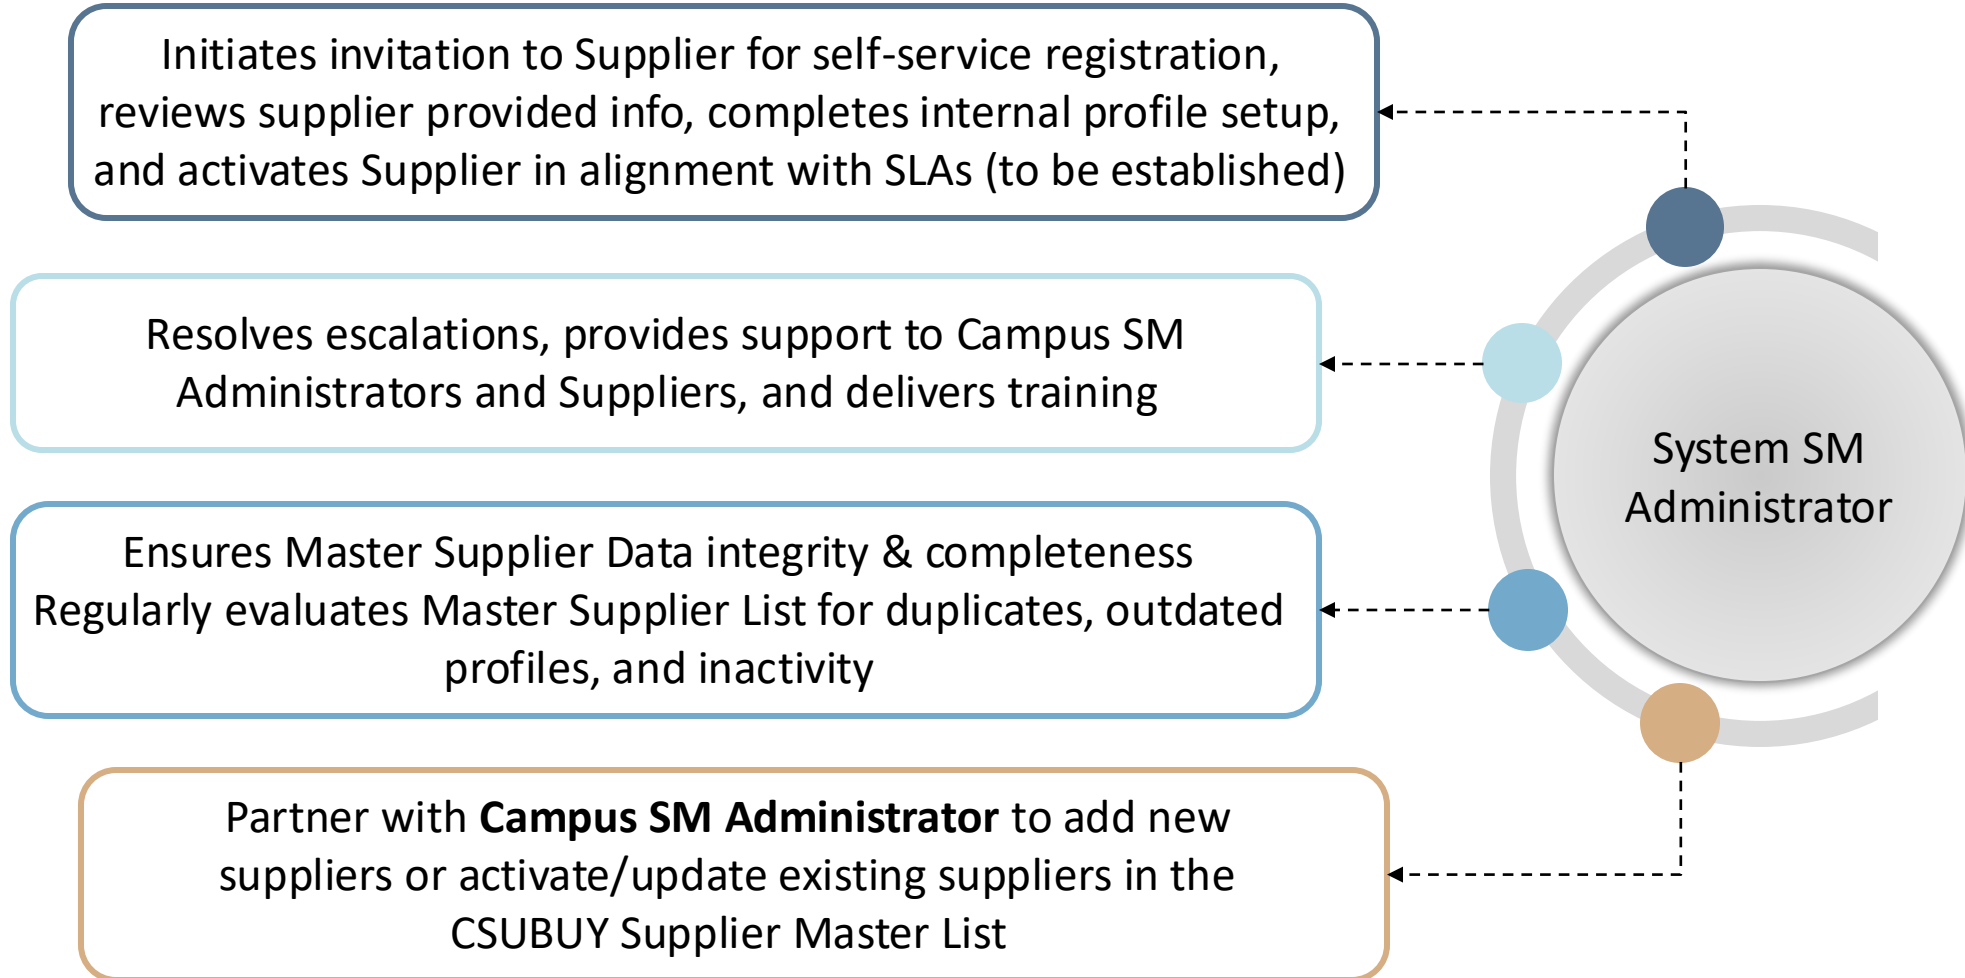 Initiates invitation to Supplier for self-service registration,
reviews supplier provided info, completes internal profile setup,
and activates Supplier in alignment with SLAs (to be established)
Resolves escalations, provides support to Campus SM
Administrators and Suppliers, and delivers training
System SM
Administrator
Ensures Master Supplier Data integrity & completeness
Regularly evaluates Master Supplier List for duplicates, outdated
profiles, and inactivity
Partner with Campus SM Administrator to add new
suppliers or activate/update existing suppliers in the
CSUBUY Supplier Master List